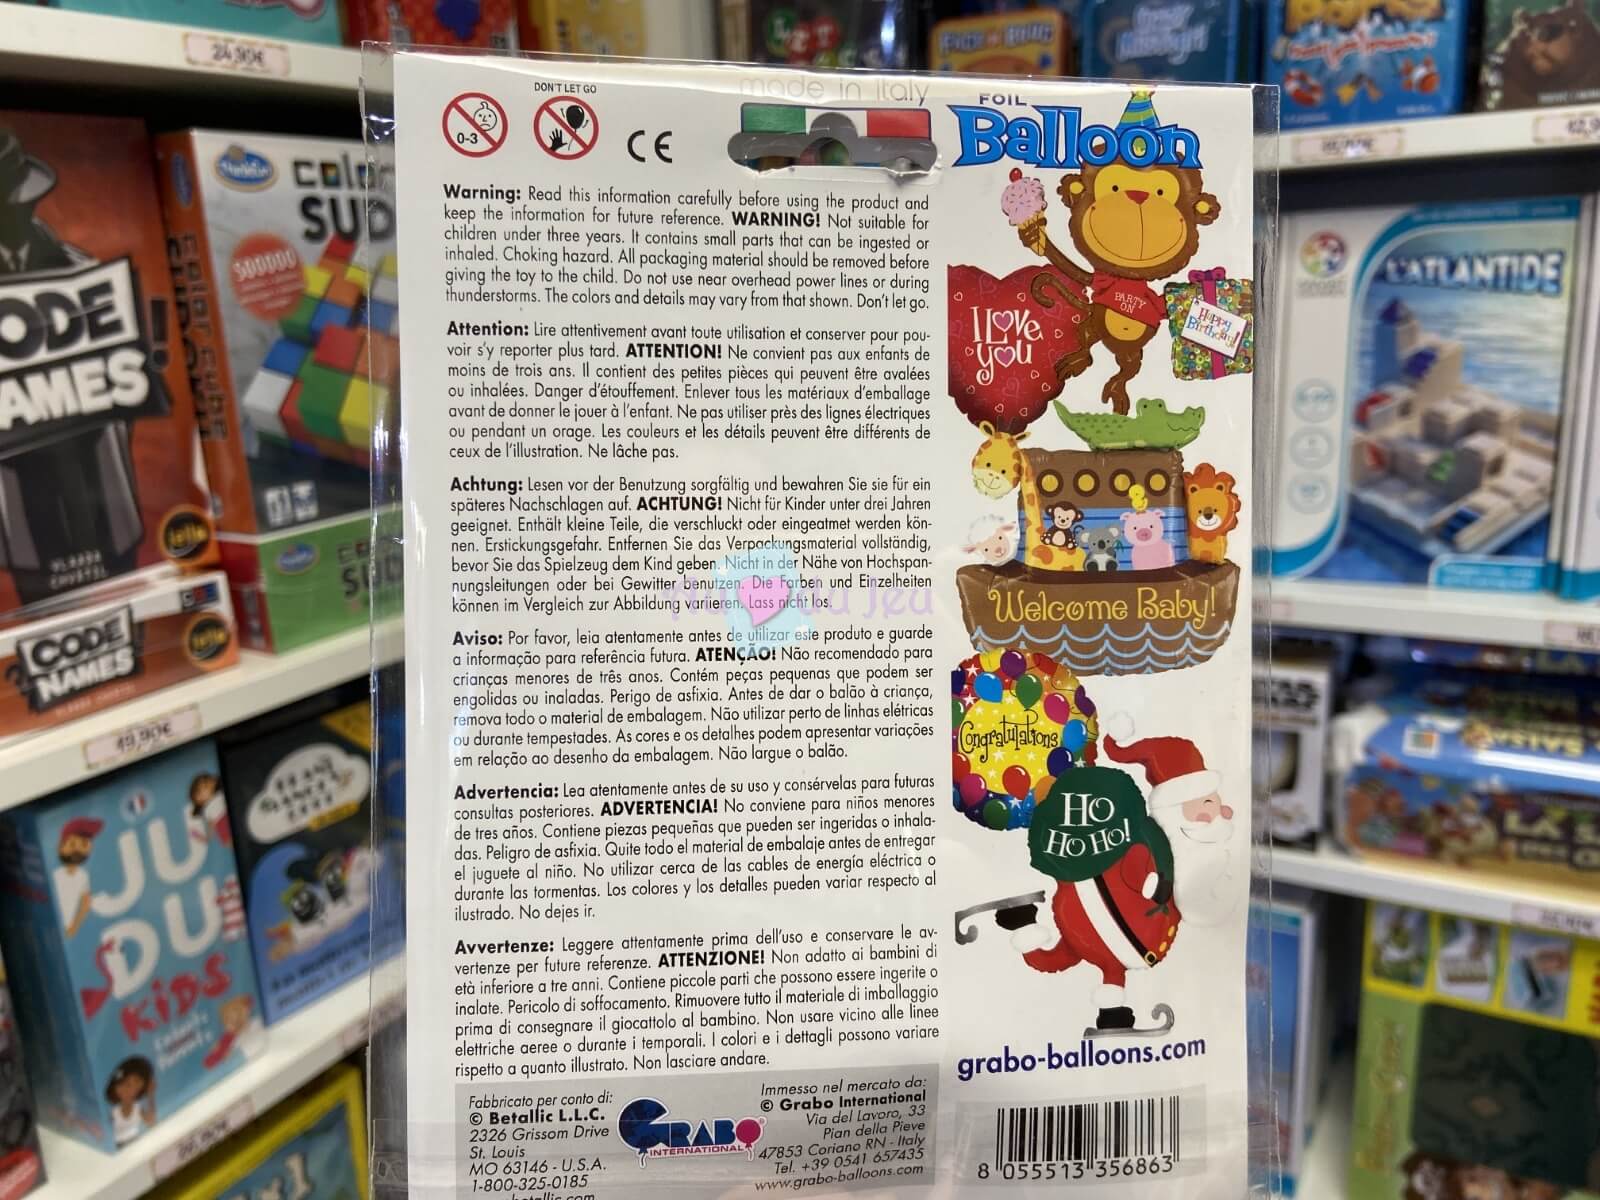 24,90€
DON'T LET GO
0-3
CE
made in Italy
FOIL
Balloon
Warning: Read this information carefully before using the product and
keep the information for future reference. WARNING! Not suitable for
children under three years. It contains small parts that can be ingested or
inhaled. Choking hazard. All packaging material should be removed before
giving the toy to the child. Do not use near overhead power lines or during
thunderstorms. The colors and details may vary from that shown. Don't let go.
Attention: Lire attentivement avant toute utilisation et conserver pour pou-
voir s'y reporter plus tard. ATTENTION! Ne convient pas aux enfants de
moins de trois ans. Il contient des petites pièces qui peuvent être avalées
ou inhalées. Danger d'étouffement. Enlever tous les matériaux d'emballage
avant de donner le jouer à l'enfant. Ne pas utiliser près des lignes électriques
ou pendant un orage. Les couleurs et les détails peuvent être différents de
ceux de l'illustration. Ne lâche pas.
Achtung: Lesen vor der Benutzung sorgfältig und bewahren Sie sie für ein
späteres Nachschlagen auf. ACHTUNG! Nicht für Kinder unter drei Jahren
geeignet. Enthält kleine Teile, die verschluckt oder eingeatmet werden kön-
nen. Erstickungsgefahr. Entfernen Sie das Verpackungsmaterial vollständig,
bevor Sie das Spielzeug dem Kind geben. Nicht in der Nähe von Hochspan-
nungsleitungen oder bei Gewitter benutzen. Die Farben und Einzelheiten
können im Vergleich zur Abbildung variieren. Lass nicht los.
Aviso: Por favor, leia atentamente antes de utilizar este produto e guarde
a informação para referência futura. ATENÇÃO! Não recomendado para
crianças menores de três anos. Contém peças pequenas que podem ser
engolidas ou inaladas. Perigo de asfixia. Antes de dar o balão à criança,
remova todo o material de embalagem. Não utilizar perto de linhas elétricas
ou durante tempestades. As cores e os detalhes podem apresentar variações
em relação ao desenho da embalagem. Não largue o balão.
Advertencia: Lea atentamente antes de su uso y consérvelas para futuras
consultas posteriores. ADVERTENCIA! No conviene para niños menores
de tres años. Contiene piezas pequeñas que pueden ser ingeridas o inhala-
das. Peligro de asfixia. Quite todo el material de embalaje antes de entregar
el juguete al niño. No utilizar cerca de las cables de energía eléctrica o
durante las tormentas. Los colores y los detalles pueden variar respecto al
ilustrado. No dejes ir.
Avvertenze: Leggere attentamente prima dell'uso e conservare le av-
vertenze per future referenze. ATTENZIONE! Non adatto ai bambini di
età inferiore a tre anni. Contiene piccole parti che possono essere ingerite o
inalate. Pericolo di soffocamento. Rimuovere tutto il materiale di imballaggio
prima di consegnare il giocattolo al bambino. Non usare vicino alle linee
elettriche aeree o durante i temporali. I colori e i dettagli possono variare
rispetto a quanto illustrato. Non lasciare andare.
Fabbricato per conto di:
© Betallic L.L.C.
2326 Grissom Drive
St. Louis
MO 63146 - U.S.A.
1-800-325-0185
GRABO
INTERNATIONAL
Immesso nel mercato da:
© Grabo International
Via del Lavoro, 33
Pian della Pieve
47853 Coriano RN - Italy
Tel. +39 0541 657435
www.grabo-balloons.com
PARTY
ON
I Love
you
Happy
Birthday!
Welcome Baby!
Congratulations
HO
HO HO!
grabo-balloons.com
8 055513 356863
Au du Jeu
ThinkFun
COLOR
SUD
500000
CODE
NAMES
VLAADA
CHVATIL
iello
CODE
NAMES
19,90€
JU
DU
KiDS
L'ATLANTIDE